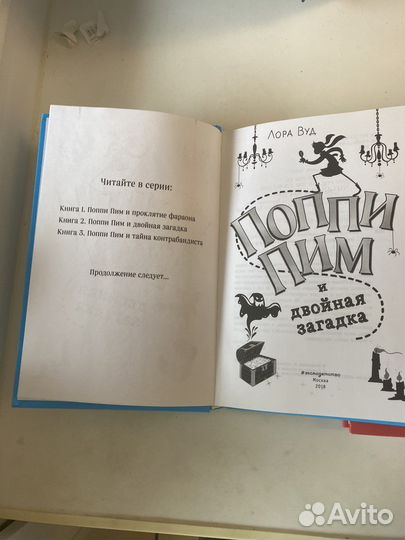 Читайте в серии:
Книга 1. Поппи Пим и проклятие фараона
Книга 2. Поппи Пим и двойная загадка
Книга 3. Поппи Пим и тайна контрабандиста
Продолжение следует...
Лора Вуд
Поппи
Пим
и
двойная
загадка
#эксмодетство
Москва
2018
Avito